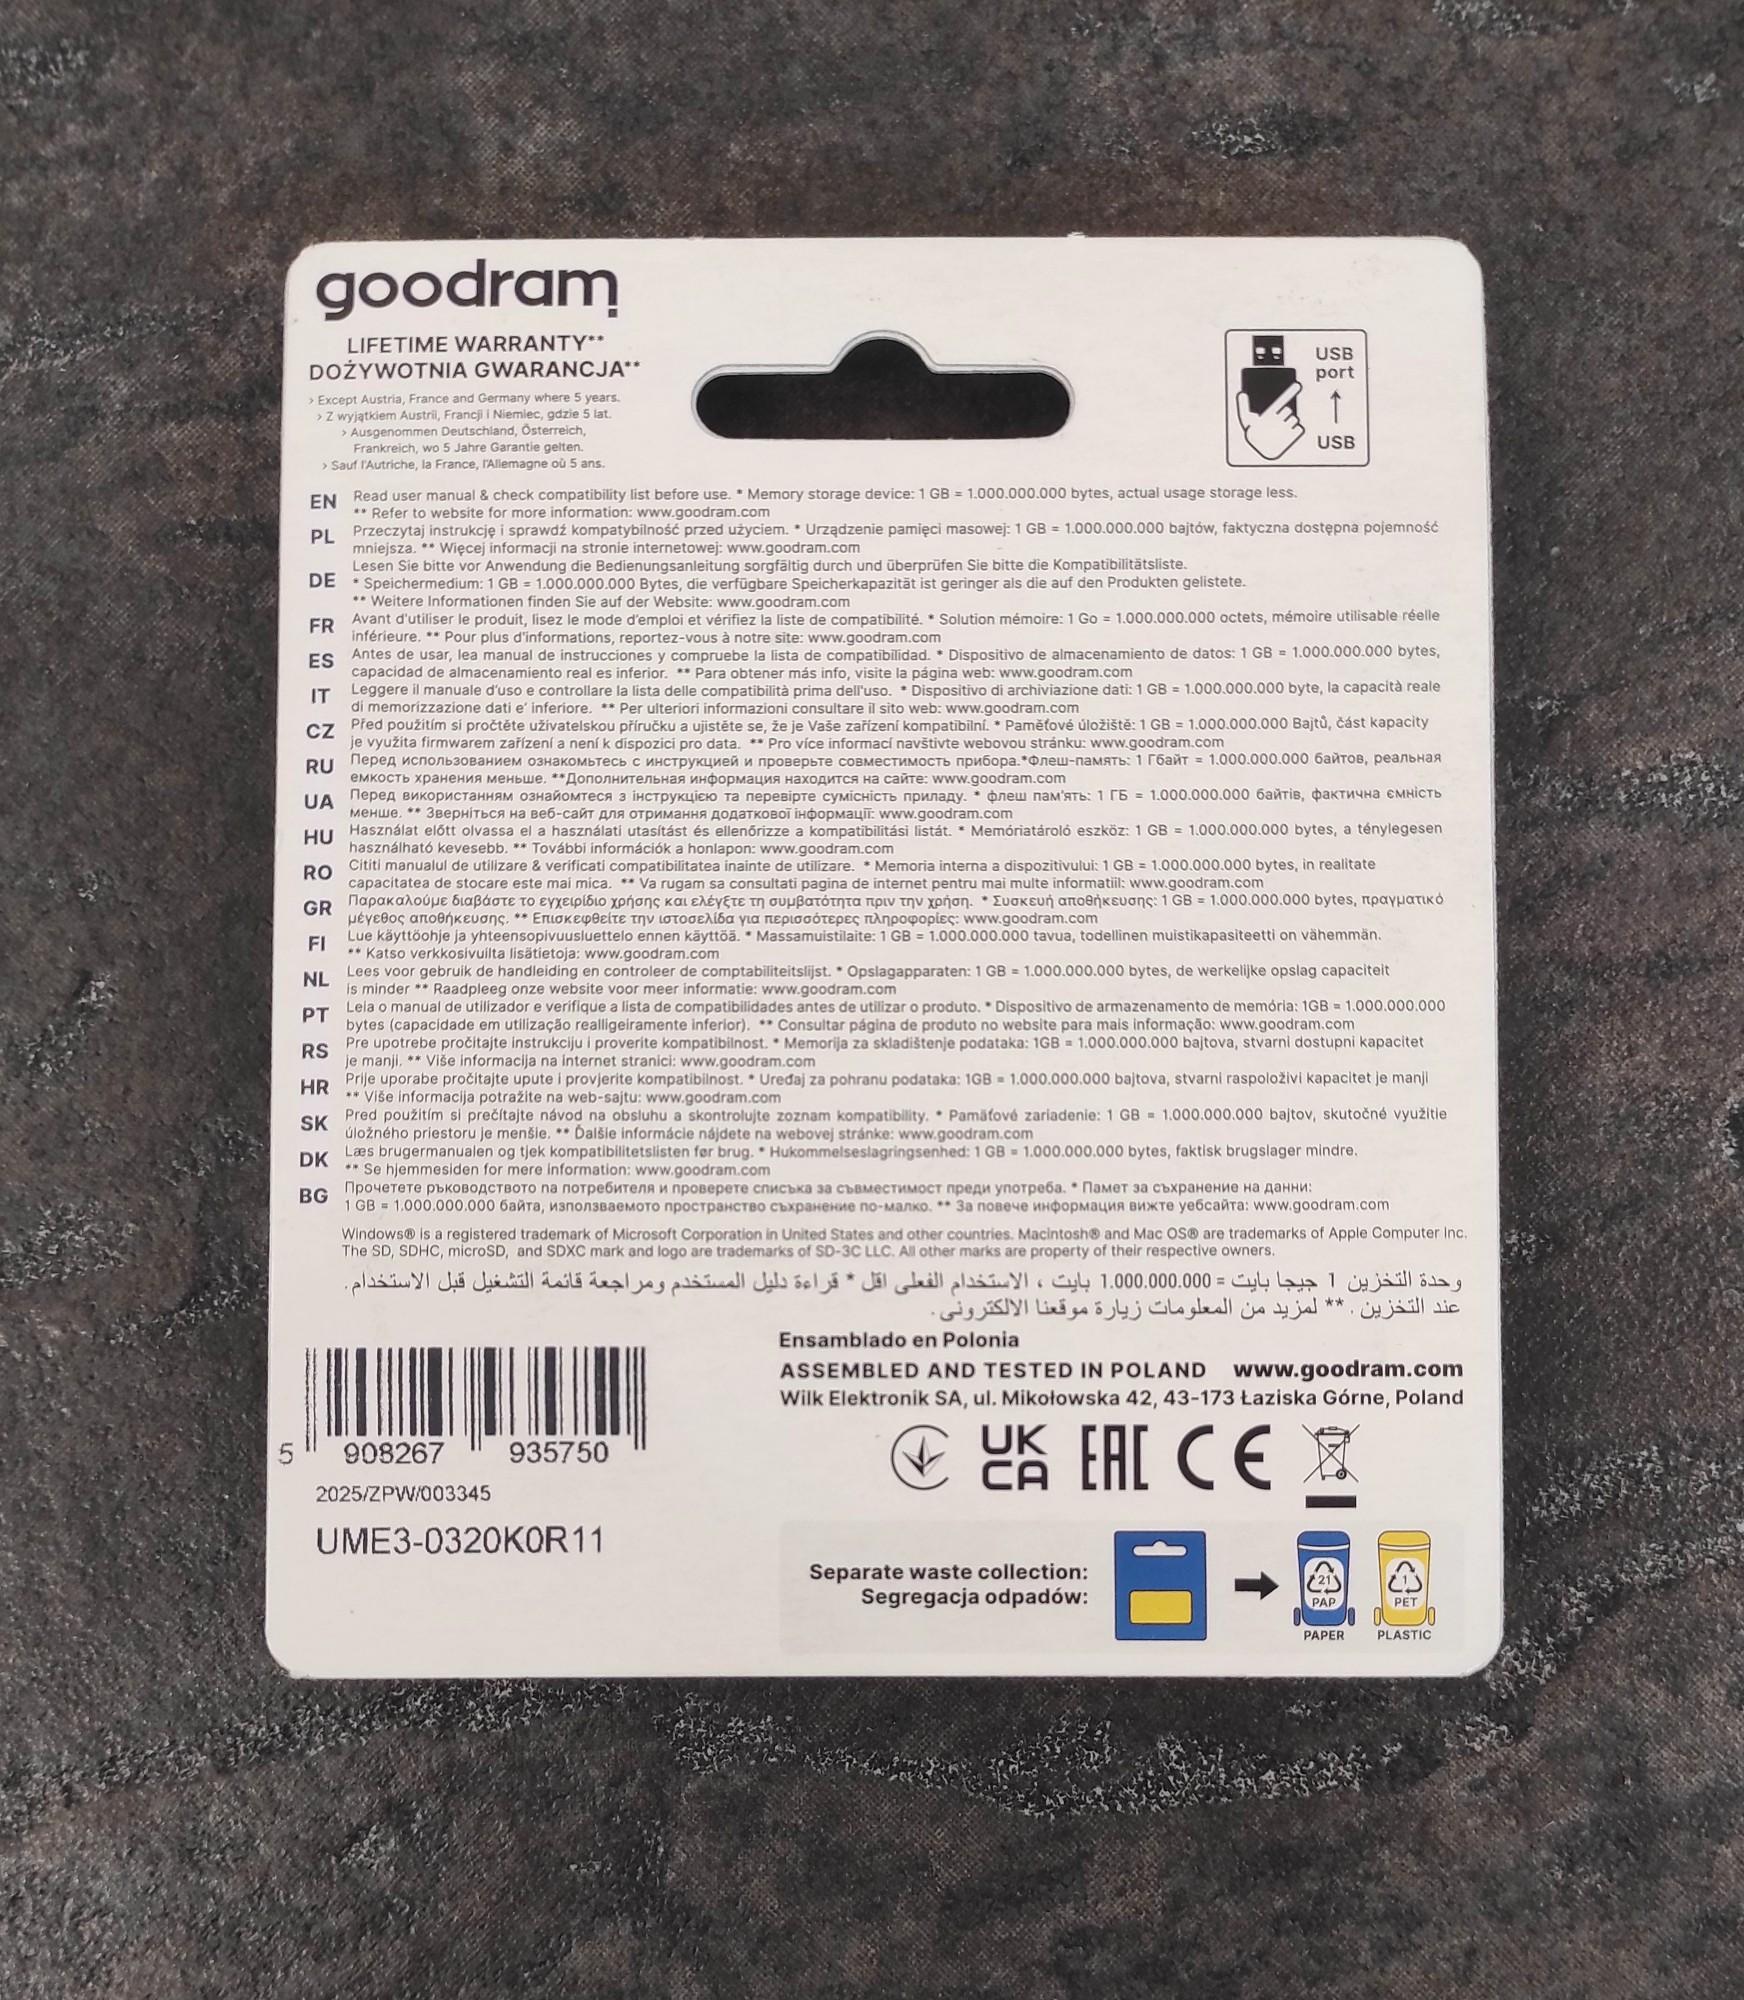 goodram
LIFETIME WARRANTY**
DOŻYWOTNIA GWARANCJA**
› Except Austria, France and Germany where 5 years.
› Z wyjątkiem Austrii, Francji i Niemiec, gdzie 5 lat.
› Ausgenommen Deutschland, Österreich,
Frankreich, wo 5 Jahre Garantie gelten.
› Sauf l'Autriche, la France, l'Allemagne où 5 ans.
USB
port
USB
EN Read user manual & check compatibility list before use. * Memory storage device: 1 GB = 1.000.000.000 bytes, actual usage storage less.
** Refer to website for more information: www.goodram.com
PL Przeczytaj instrukcję i sprawdź kompatybilność przed użyciem. * Urządzenie pamięci masowej: 1 GB = 1.000.000.000 bajtów, faktyczna dostępna pojemność
mniejsza. ** Więcej informacji na stronie internetowej: www.goodram.com
DE Lesen Sie bitte vor Anwendung die Bedienungsanleitung sorgfältig durch und überprüfen Sie bitte die Kompatibilitätsliste.
* Speichermedium: 1 GB = 1.000.000.000 Bytes, die verfügbare Speicherkapazität ist geringer als die auf den Produkten gelistete.
** Weitere Informationen finden Sie auf der Website: www.goodram.com
FR Avant d'utiliser le produit, lisez le mode d'emploi et vérifiez la liste de compatibilité. * Solution mémoire: 1 Go = 1.000.000.000 octets, mémoire utilisable réelle
inférieure. ** Pour plus d'informations, reportez-vous à notre site: www.goodram.com
ES Antes de usar, lea manual de instrucciones y compruebe la lista de compatibilidad. * Dispositivo de almacenamiento de datos: 1 GB = 1.000.000.000 bytes,
capacidad de almacenamiento real es inferior. ** Para obtener más info, visite la página web: www.goodram.com
IT Leggere il manuale d'uso e controllare la lista delle compatibilità prima dell'uso. * Dispositivo di archiviazione dati: 1 GB = 1.000.000.000 byte, la capacità reale
di memorizzazione dati e' inferiore. ** Per ulteriori informazioni consultare il sito web: www.goodram.com
CZ Před použitím si pročtěte uživatelskou příručku a ujistěte se, že je Vaše zařízení kompatibilní. * Paměťové úložiště: 1 GB = 1.000.000.000 Bajtů, část kapacity
je využita firmwarem zařízení a není k dispozici pro data. ** Pro více informací navštivte webovou stránku: www.goodram.com
RU Перед использованием ознакомьтесь с инструкцией и проверьте совместимость прибора.*Флеш-память: 1 Гбайт = 1.000.000.000 байтов, реальная
емкость хранения меньше. **Дополнительная информация находится на сайте: www.goodram.com
UA Перед використанням ознайомтеся з інструкцією та перевірте сумісність приладу. * флеш пам'ять: 1 ГБ = 1.000.000.000 байтів, фактична ємність
менше. ** Зверніться на веб-сайт для отримання додаткової інформації: www.goodram.com
HU Használat előtt olvassa el a használati utasítást és ellenőrizze a kompatibilitási listát. * Memóriatároló eszköz: 1 GB = 1.000.000.000 bytes, a ténylegesen
használható kevesebb. ** További információk a honlapon: www.goodram.com
RO Cititi manualul de utilizare & verificati compatibilitatea inainte de utilizare. * Memoria interna a dispozitivului: 1 GB = 1.000.000.000 bytes, in realitate
capacitatea de stocare este mai mica. ** Va rugam sa consultati pagina de internet pentru mai multe informatiil: www.goodram.com
GR Παρακαλούμε διαβάστε το εγχειρίδιο χρήσης και ελέγξτε τη συμβατότητα πριν την χρήση. * Συσκευή αποθήκευσης: 1 GB = 1.000.000.000 bytes, πραγματικό
μέγεθος αποθήκευσης. ** Επισκεφθείτε την ιστοσελίδα για περισσότερες πληροφορίες: www.goodram.com
FI Lue käyttöohje ja yhteensopivuusluettelo ennen käyttöä. * Massamuistilaite: 1 GB = 1.000.000.000 tavua, todellinen muistikapasiteetti on vähemmän.
** Katso verkkosivuilta lisätietoja: www.goodram.com
NL Lees voor gebruik de handleiding en controleer de comptabiliteitslijst. * Opslagapparaten: 1 GB = 1.000.000.000 bytes, de werkelijke opslag capaciteit
is minder ** Raadpleeg onze website voor meer informatie: www.goodram.com
PT Leia o manual de utilizador e verifique a lista de compatibilidades antes de utilizar o produto. * Dispositivo de armazenamento de memória: 1GB = 1.000.000.000
bytes (capacidade em utilização realligeiramente inferior). ** Consultar página de produto no website para mais informação: www.goodram.com
RS Pre upotrebe pročitajte instrukciju i proverite kompatibilnost. * Memorija za skladištenje podataka: 1GB = 1.000.000.000 bajtova, stvarni dostupni kapacitet
je manji. ** Više informacija na internet stranici: www.goodram.com
HR Prije uporabe pročitajte upute i provjerite kompatibilnost. * Uređaj za pohranu podataka: 1GB = 1.000.000.000 bajtova, stvarni raspoloživi kapacitet je manji
** Više informacija potražite na web-sajtu: www.goodram.com
SK Pred použitím si prečítajte návod na obsluhu a skontrolujte zoznam kompatibility. * Pamäťové zariadenie: 1 GB = 1.000.000.000 bajtov, skutočné využitie
úložného priestoru je menšie. ** Ďalšie informácie nájdete na webovej stránke: www.goodram.com
DK Læs brugermanualen og tjek kompatibilitetslisten før brug. * Hukommelseslagringsenhed: 1 GB = 1.000.000.000 bytes, faktisk brugslager mindre.
** Se hjemmesiden for mere information: www.goodram.com
BG Прочетете ръководството па потребителя и проверете списъка за съвместимост преди употреба. * Памет за съхранение на данни:
1 GB = 1.000.000.000 байта, използваемото пространство съхранение по-малко. ** За повече информация вижте уебсайта: www.goodram.com
Windows® is a registered trademark of Microsoft Corporation in United States and other countries. Macintosh® and Mac OS® are trademarks of Apple Computer Inc.
The SD, SDHC, microSD, and SDXC mark and logo are trademarks of SD-3C LLC. All other marks are property of their respective owners.
وحدة التخزين 1 جيجا بايت = 1.000.000.000 بايت ، الاستخدام الفعلى اقل * قراءة دليل المستخدم ومراجعة قائمة التشغيل قبل الاستخدام.
عند التخزين . ** لمزيد من المعلومات زيارة موقعنا الالكترونى.
Ensamblado en Polonia
ASSEMBLED AND TESTED IN POLAND www.goodram.com
Wilk Elektronik SA, ul. Mikołowska 42, 43-173 Łaziska Górne, Poland
5 908267 935750
2025/ZPW/003345
UME3-0320K0R11
UK
CA EAC CE
Separate waste collection:
Segregacja odpadów:
21
PAP
PAPER
1
PET
PLASTIC